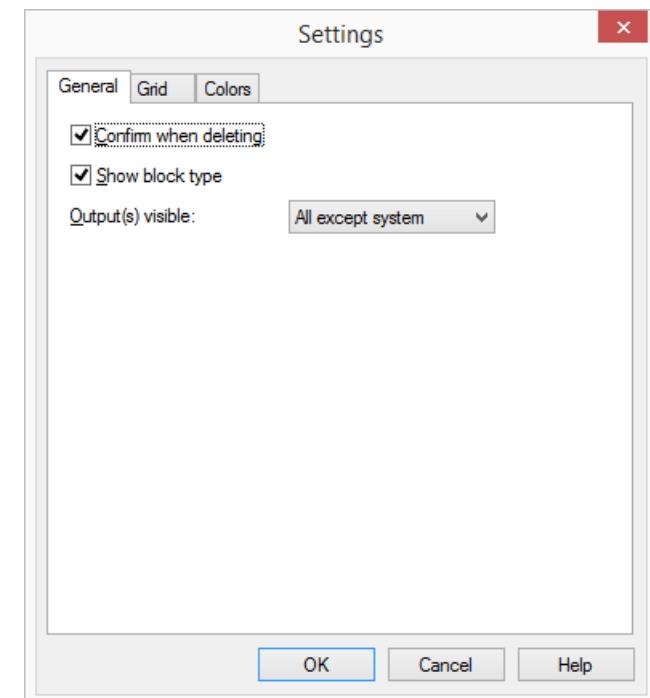 Settings
General Grid Colors
Confirm when deleting
Show block type
Output(s) visible: All except system
OK Cancel Help